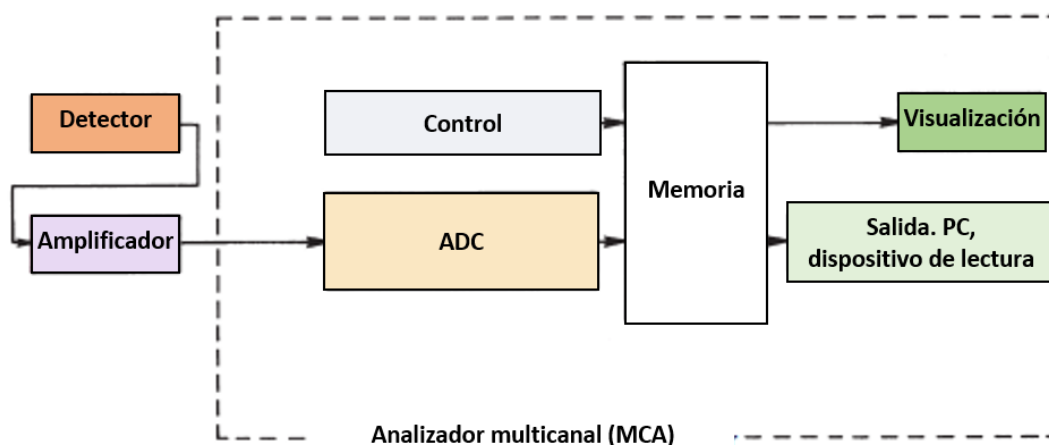 Detector
Control
Visualización
Memoria
Amplificador
ADC
Salida. PC,
dispositivo de lectura
Analizador multicanal (MCA)